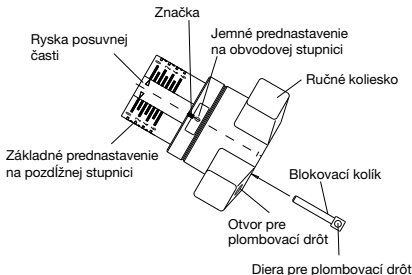 Značka
Jemné prednastavenie
na obvodovej stupnici
Ryska posuvnej
časti
Ručné koliesko
Základné prednastavenie
na pozdĺžnej stupnici
Blokovací kolík
Otvor pre
plombovací drôt
Diera pre plombovací drôt